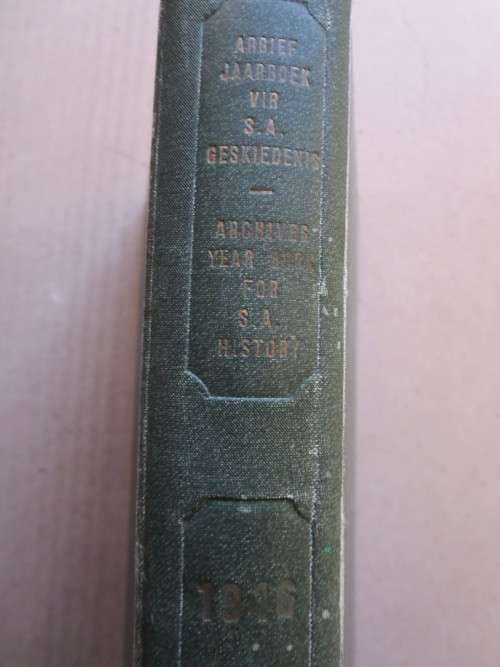 ARGIEF
JAARBOEK
VIR
S.A.
GESKIEDENIS
ARCHIVES
YEAR BOOK
FOR
S.A.
HISTORY